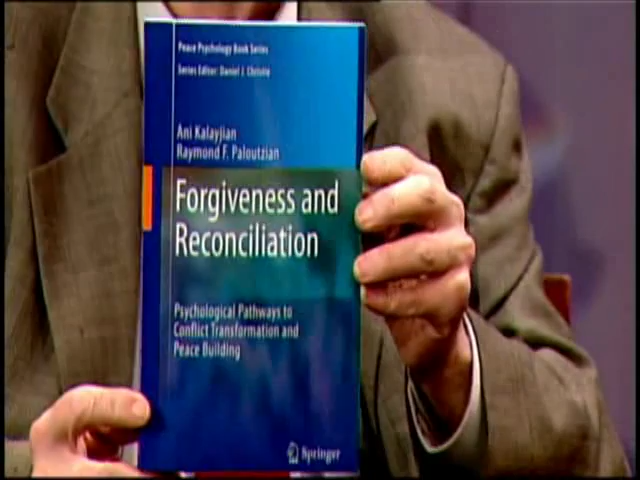 Peace Psychology Book Series
Series Editor: Daniel J. Christie
Ani Kalayjian
Raymond F. Paloutzian
Forgiveness and
Reconciliation
Psychological Pathways to
Conflict Transformation and
Peace Building
Springer